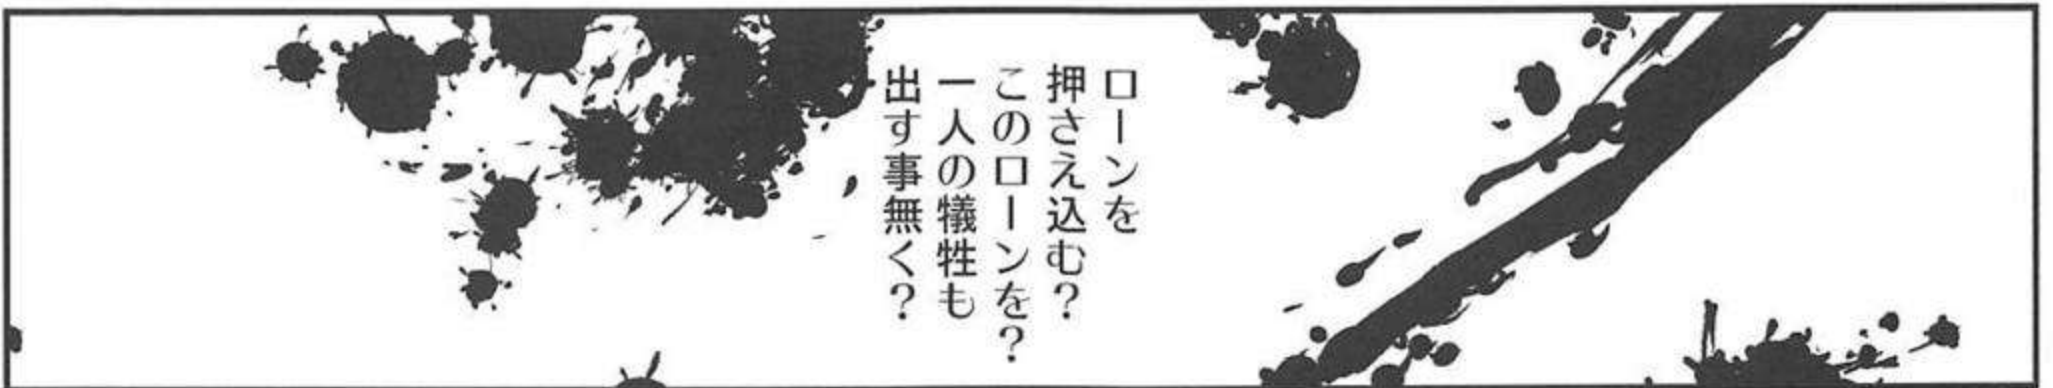 ローンを
押さえ込む？
このローンを？
一人の犠牲も
出す事無く？